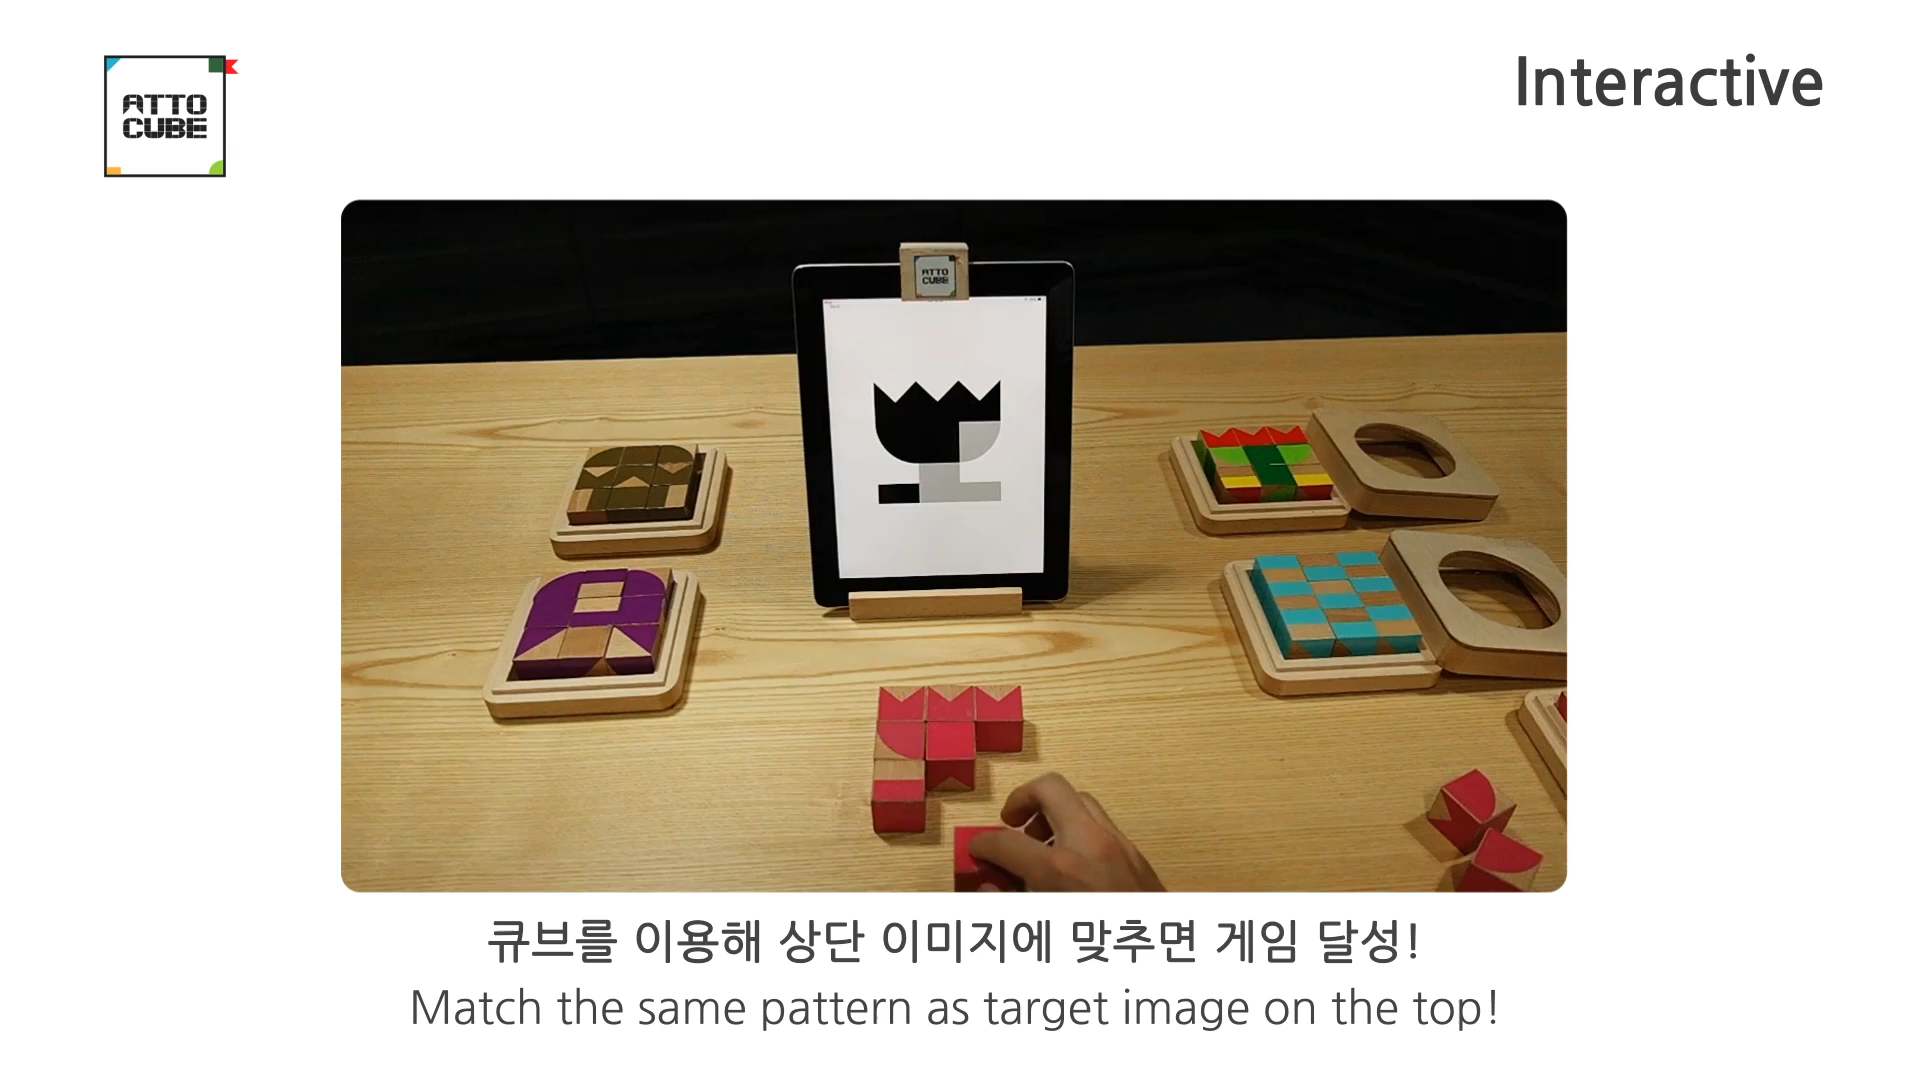 ATTO
CUBE
Interactive
ATTO
CUBE
큐브를 이용해 상단 이미지에 맞추면 게임 달성!
Match the same pattern as target image on the top!